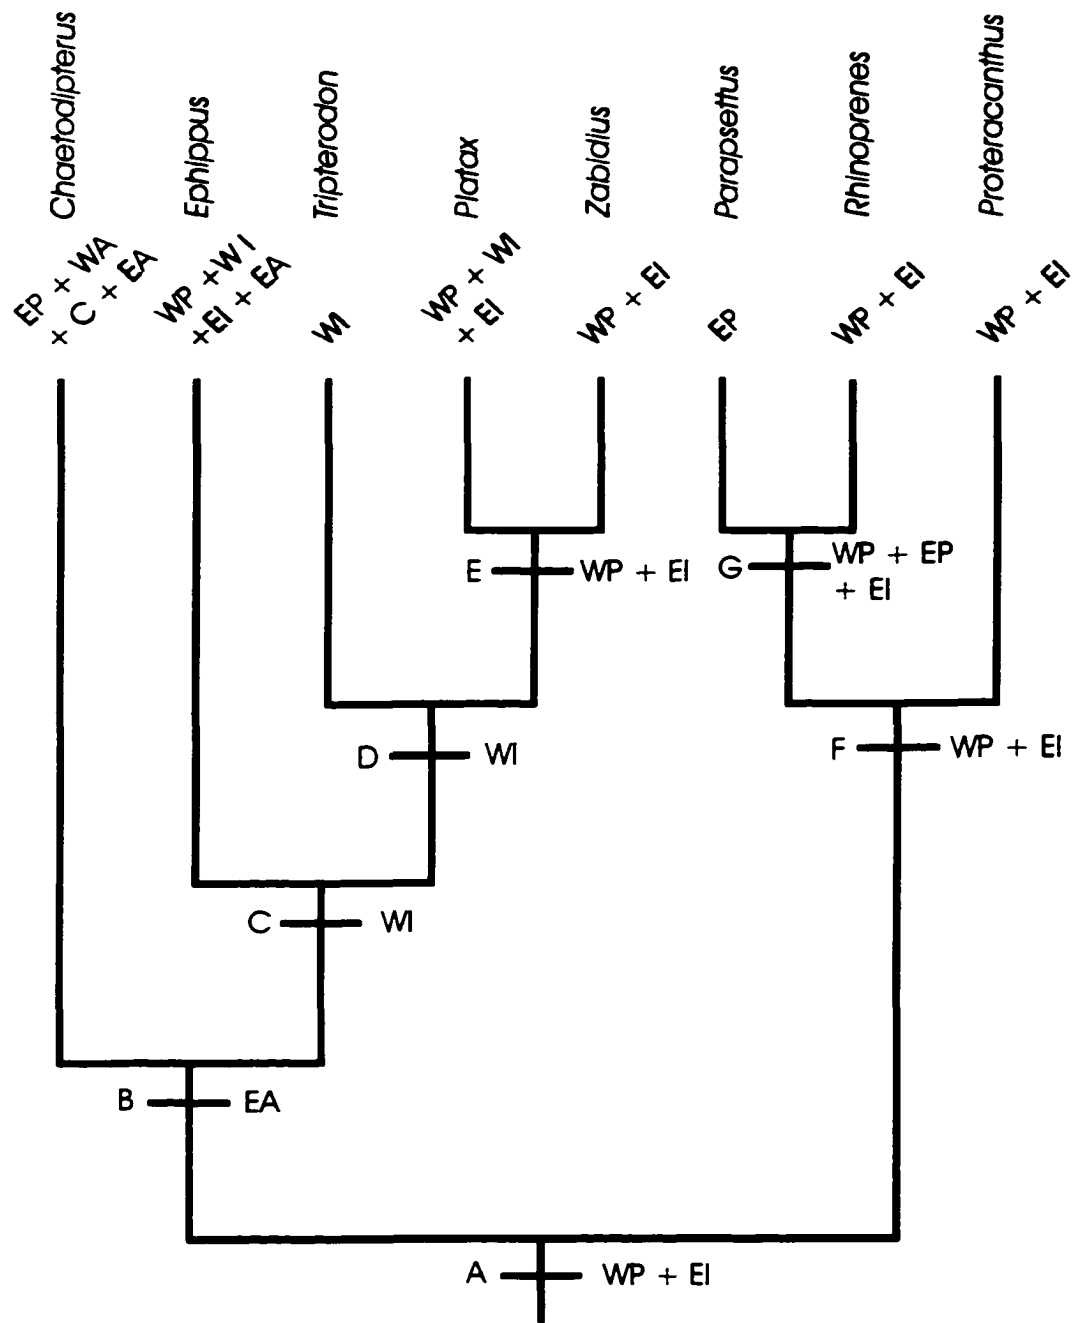 Chaetodipterus
Ephippus
Tripterodon
Platax
Zabidius
Parapsettus
Rhinoprenes
Proteracanthus
EP + WA
+ C + EA
WP + WI
+EI + EA
WI
WP + WI
+ EI
WP + EI
EP
WP + EI
WP + EI
E
WP + EI
G
WP + EP
+ EI
D
WI
F
WP + EI
C
WI
B
EA
A
WP + EI